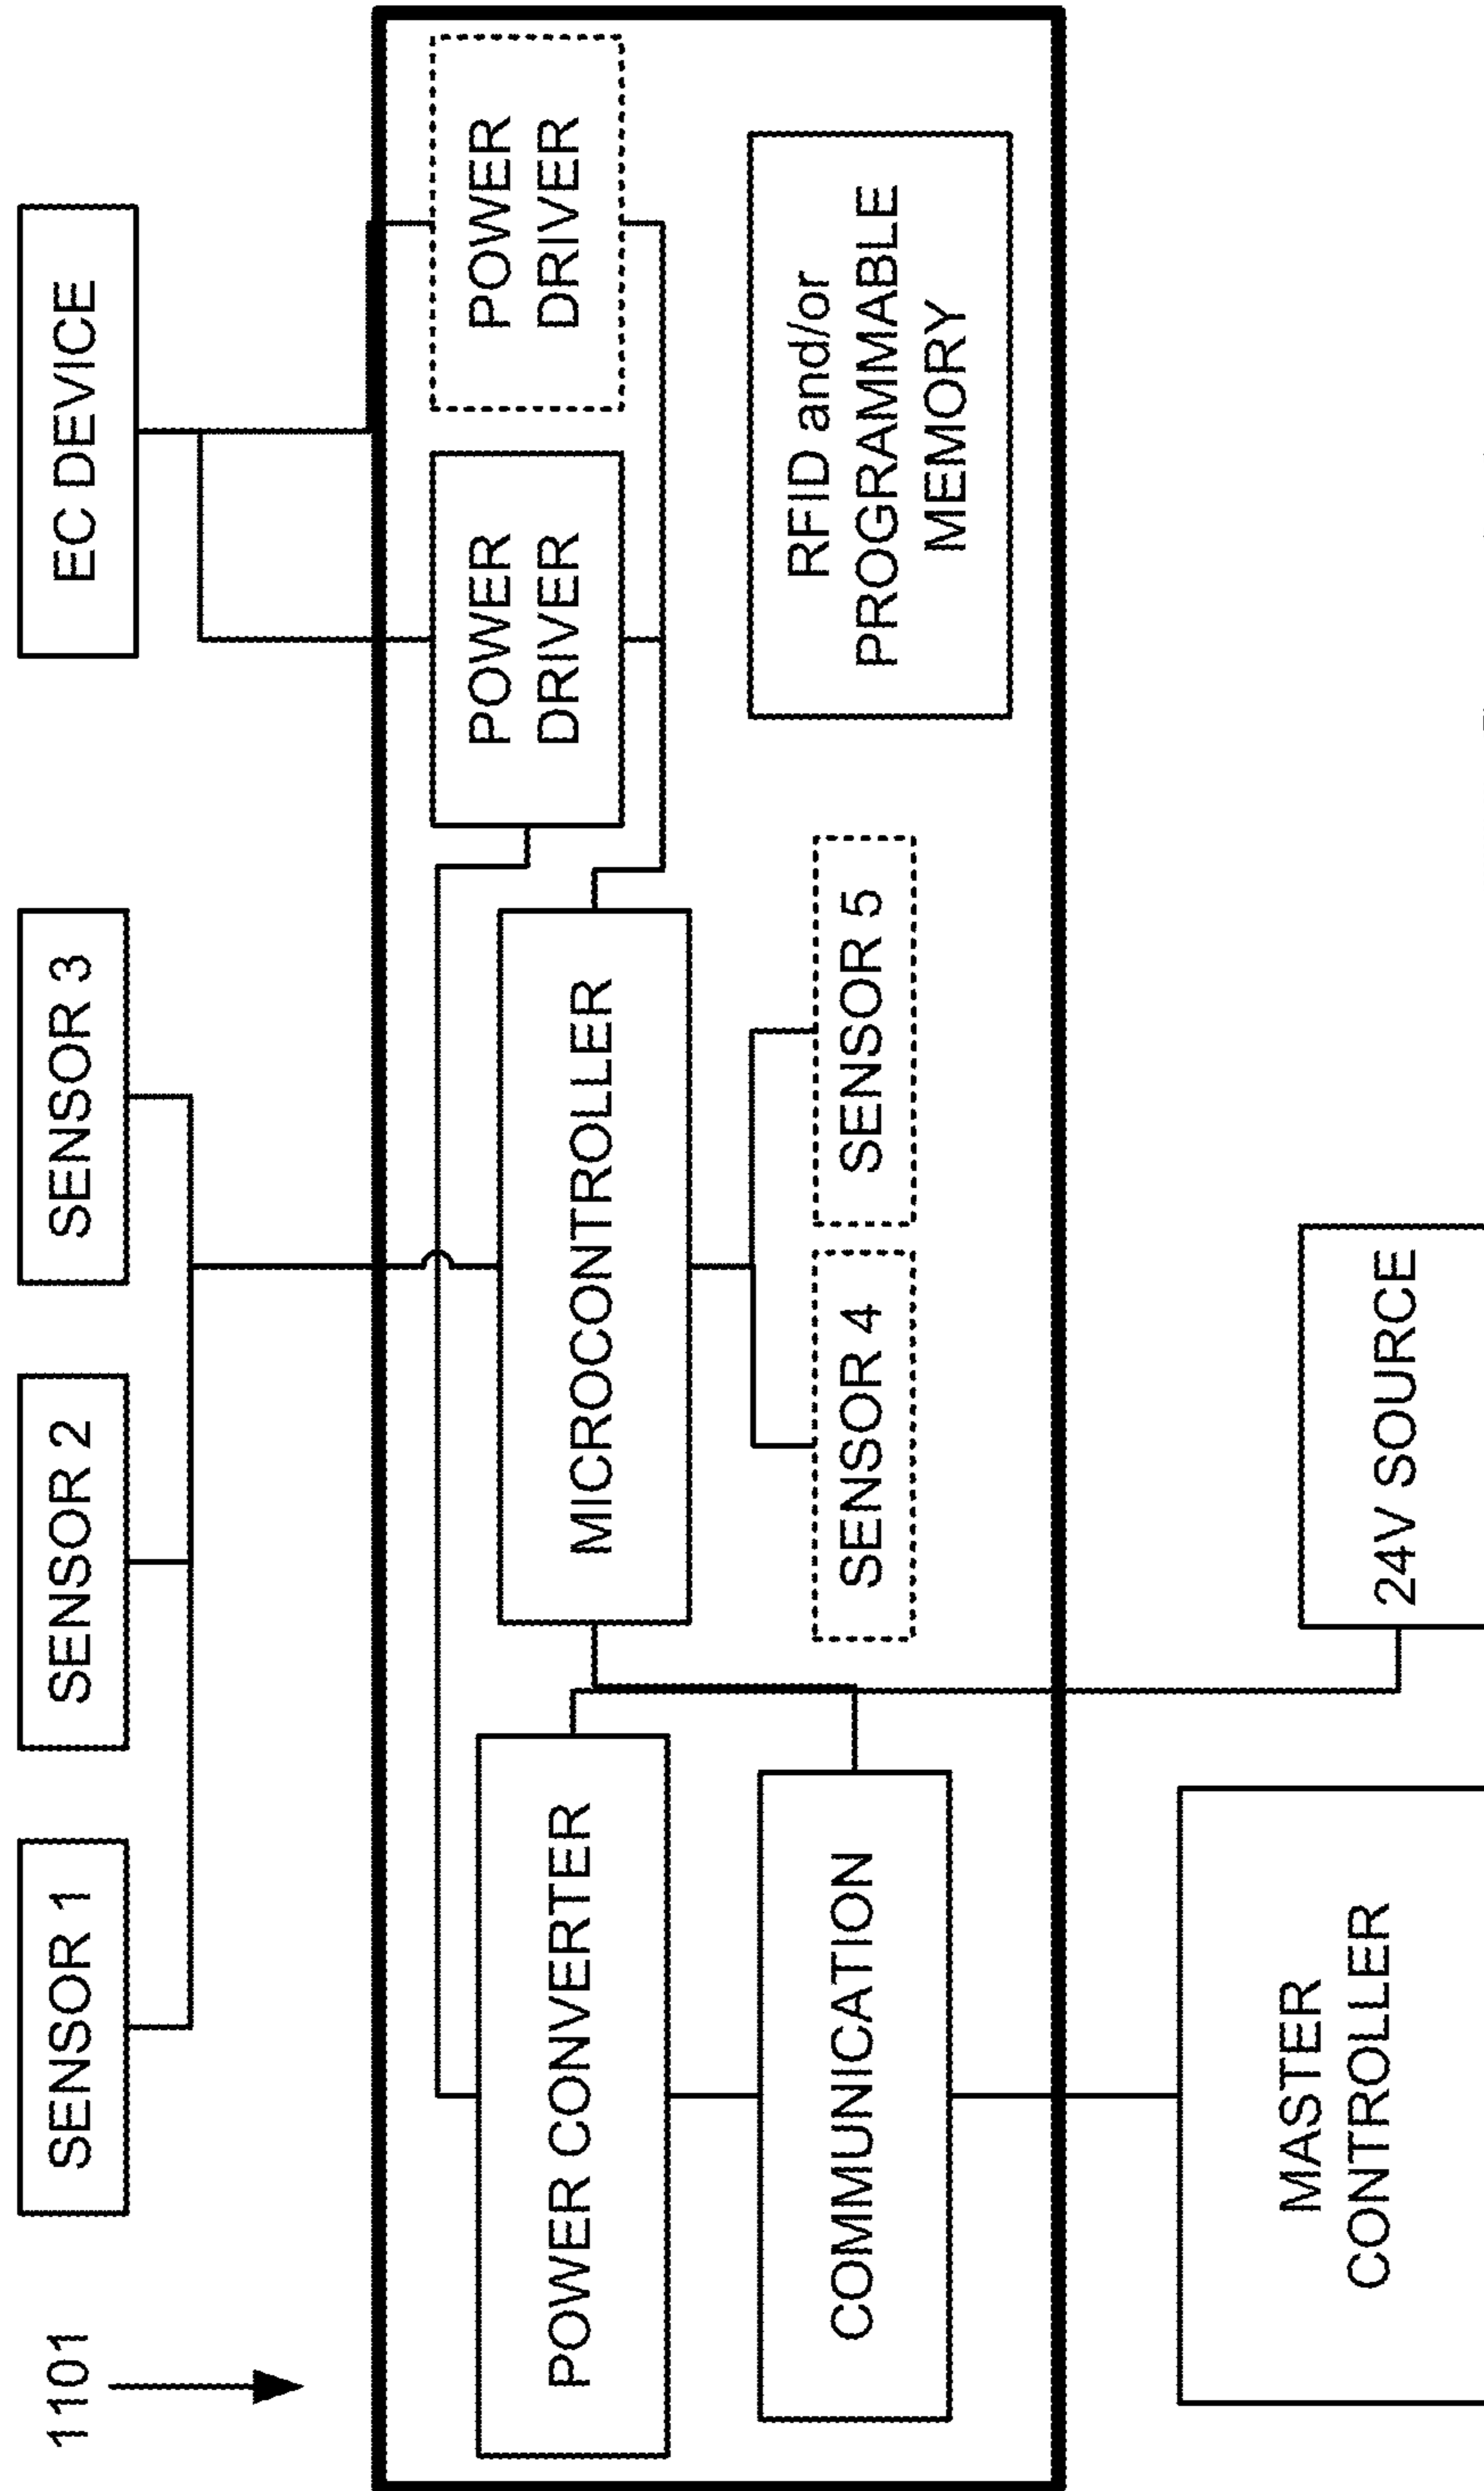 1101
SENSOR 1
SENSOR 2
SENSOR 3
EC DEVICE
POWER CONVERTER
MICROCONTROLLER
POWER
DRIVER
POWER
DRIVER
COMMUNICATION
SENSOR 4
SENSOR 5
RFID and/or
PROGRAMMABLE
MEMORY
MASTER
CONTROLLER
24V SOURCE